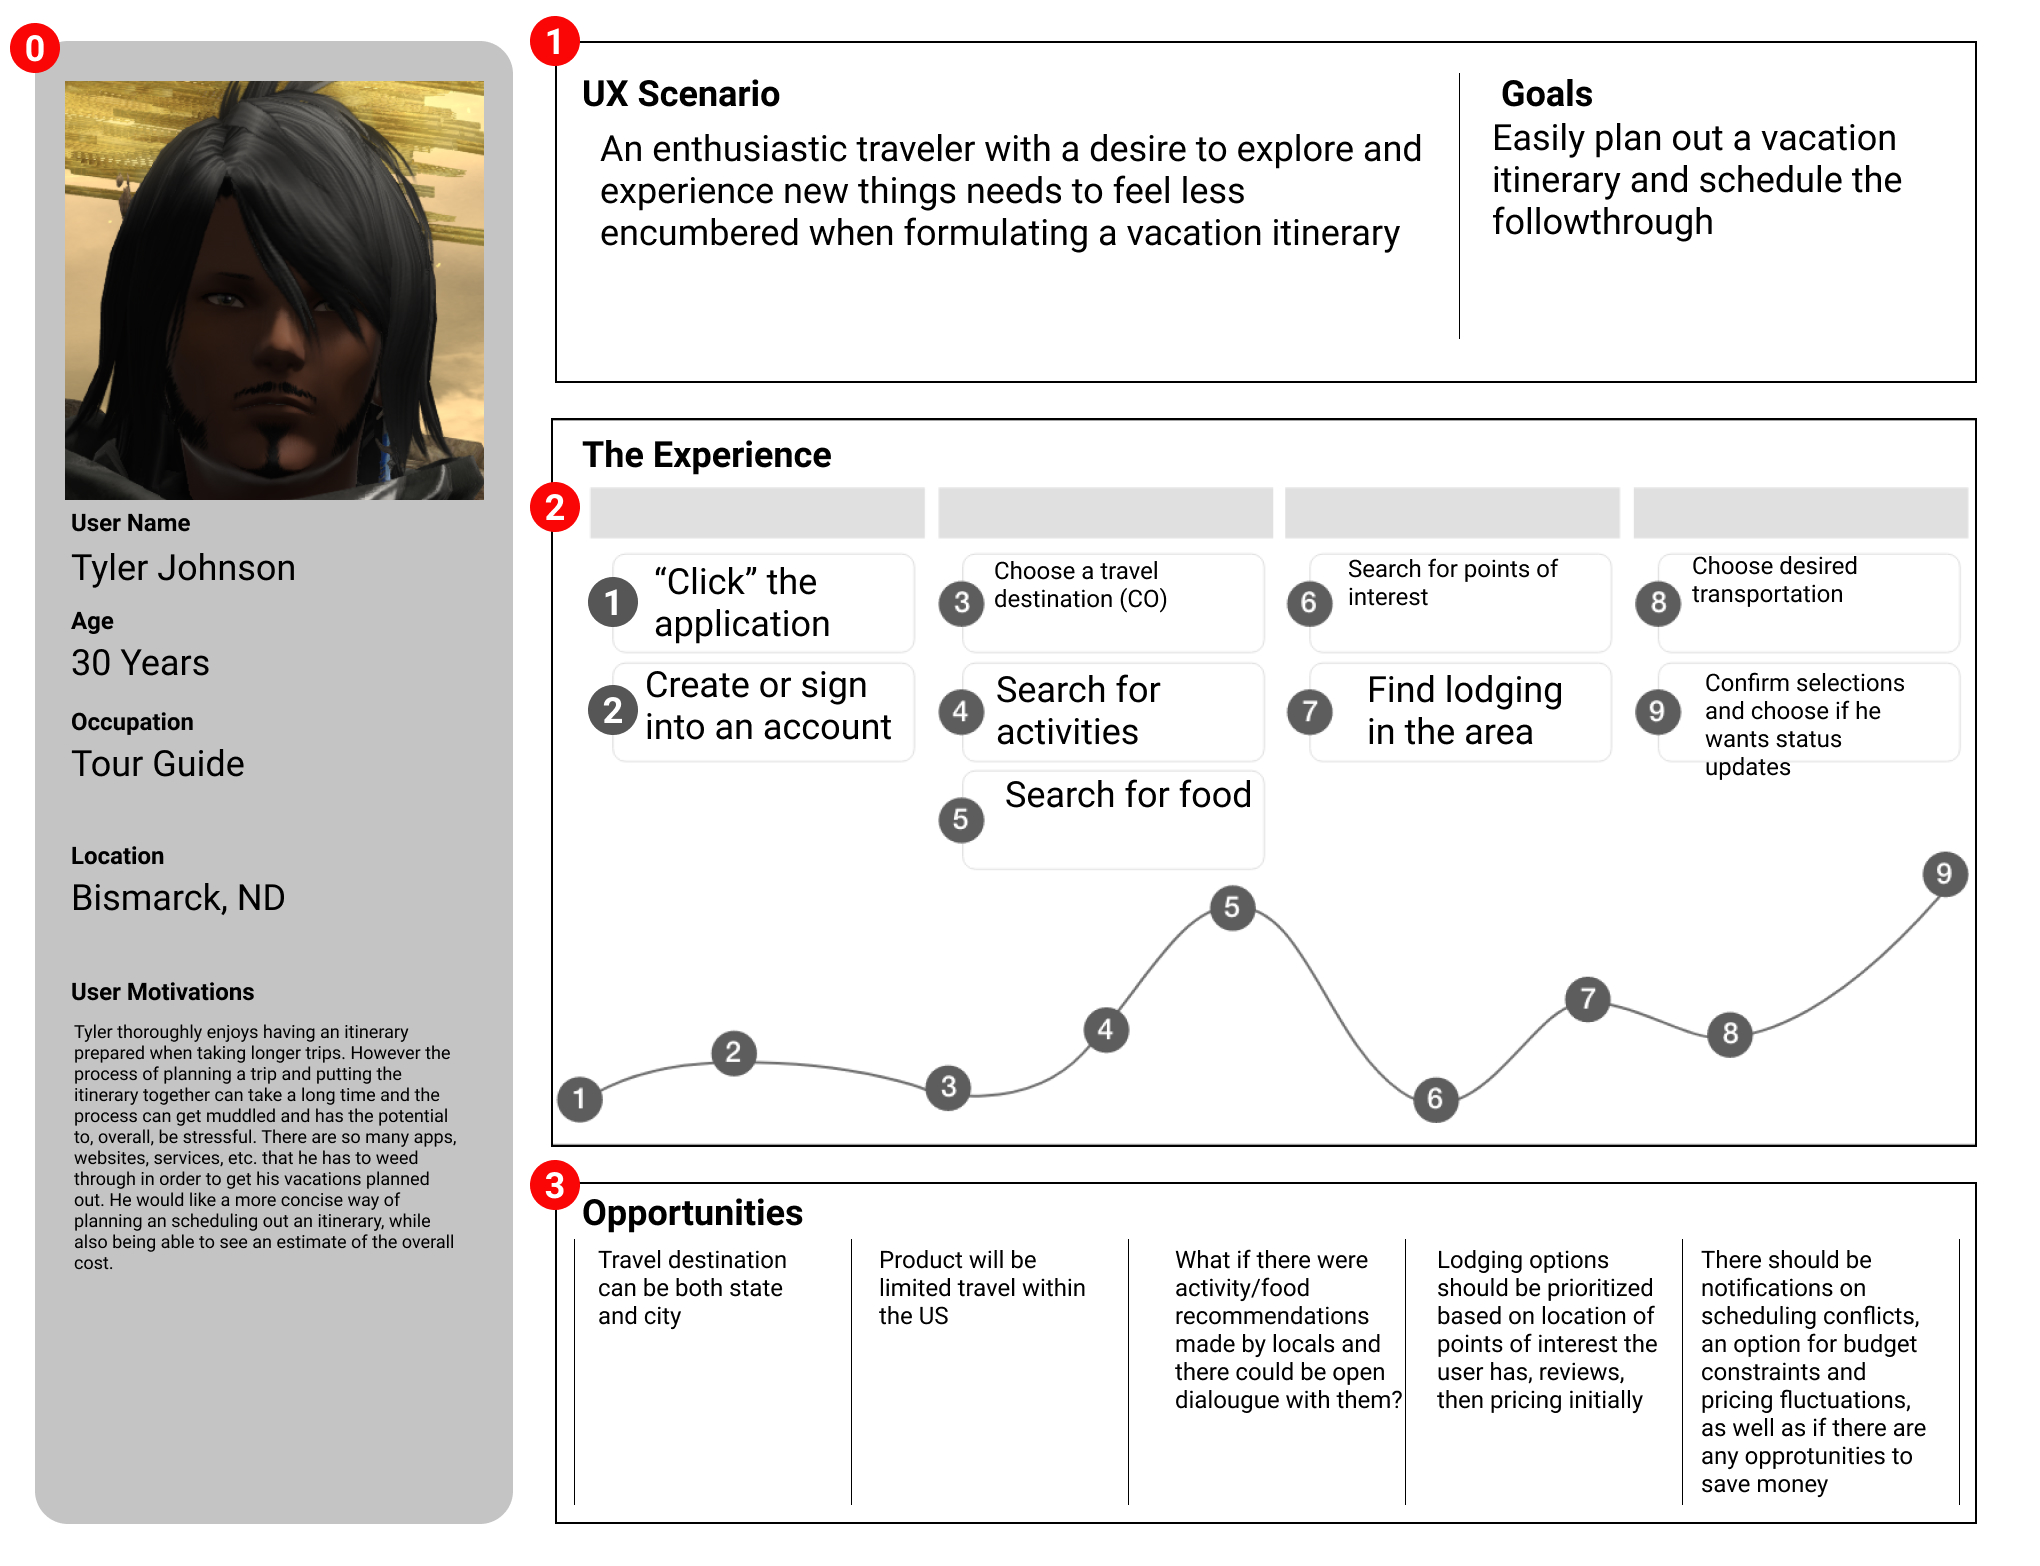 0
User Name
Tyler Johnson
Age
30 Years
Occupation
Tour Guide
Location
Bismarck, ND
User Motivations
Tyler thoroughly enjoys having an itinerary
prepared when taking longer trips. However the
process of planning a trip and putting the
itinerary together can take a long time and the
process can get muddled and has the potential
to, overall, be stressful. There are so many apps,
websites, services, etc. that he has to weed
through in order to get his vacations planned
out. He would like a more concise way of
planning an scheduling out an itinerary, while
also being able to see an estimate of the overall
cost.
1
UX Scenario
An enthusiastic traveler with a desire to explore and
experience new things needs to feel less
encumbered when formulating a vacation itinerary
Goals
Easily plan out a vacation
itinerary and schedule the
followthrough
The Experience
2
1
“Click” the
application
2
Create or sign
into an account
3
Choose a travel
destination (CO)
4
Search for
activities
5
Search for food
6
Search for points of
interest
7
Find lodging
in the area
8
Choose desired
transportation
9
Confirm selections
and choose if he
wants status
updates
1
2
3
4
5
6
7
8
9
3
Opportunities
Travel destination
can be both state
and city
Product will be
limited travel within
the US
What if there were
activity/food
recommendations
made by locals and
there could be open
dialougue with them?
Lodging options
should be prioritized
based on location of
points of interest the
user has, reviews,
then pricing initially
There should be
notifications on
scheduling conflicts,
an option for budget
constraints and
pricing fluctuations,
as well as if there are
any opprotunities to
save money